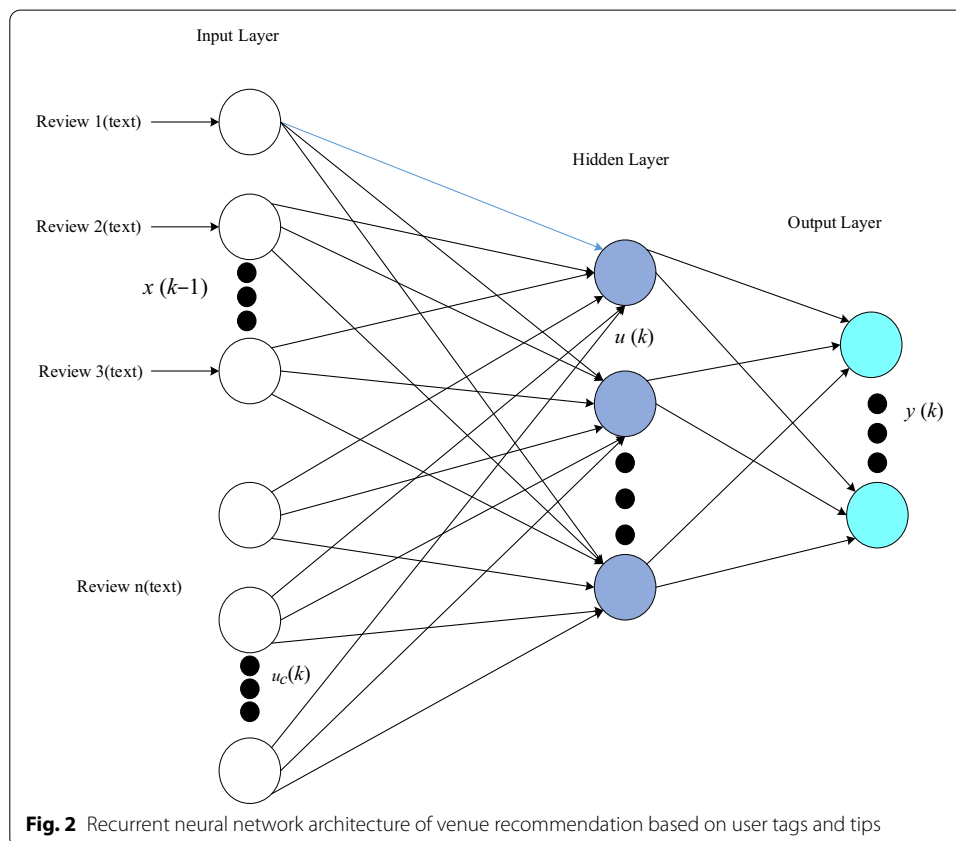 Input Layer
Review 1(text)
Hidden Layer
Review 2(text)
Output Layer
x (k−1)
u (k)
Review 3(text)
y (k)
Review n(text)
uc(k)
Fig. 2 Recurrent neural network architecture of venue recommendation based on user tags and tips